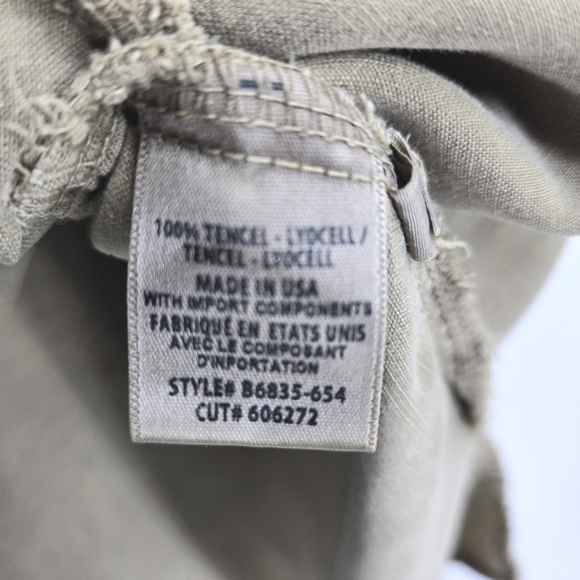 100% TENCEL - LYOCELL /
TENCEL - LYOCELL
MADE IN USA
WITH IMPORT COMPONENTS
FABRIQUÉ EN ETATS UNIS
AVEC LE COMPOSANT
D'INPORTATION
STYLE# B6835-654
CUT# 606272